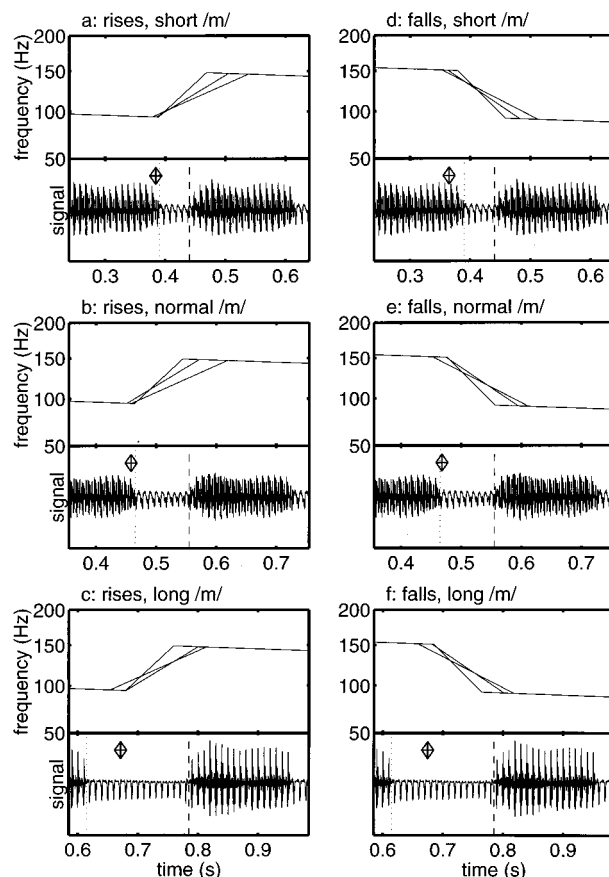 a: rises, short /m/
200
150
100
50
frequency (Hz)
signal
0.3 0.4 0.5 0.6
d: falls, short /m/
200
150
100
50
0.3 0.4 0.5 0.6
b: rises, normal /m/
200
150
100
50
frequency (Hz)
signal
0.4 0.5 0.6 0.7
e: falls, normal /m/
200
150
100
50
0.4 0.5 0.6 0.7
c: rises, long /m/
200
150
100
50
frequency (Hz)
signal
0.6 0.7 0.8 0.9
time (s)
f: falls, long /m/
200
150
100
50
0.6 0.7 0.8 0.9
time (s)